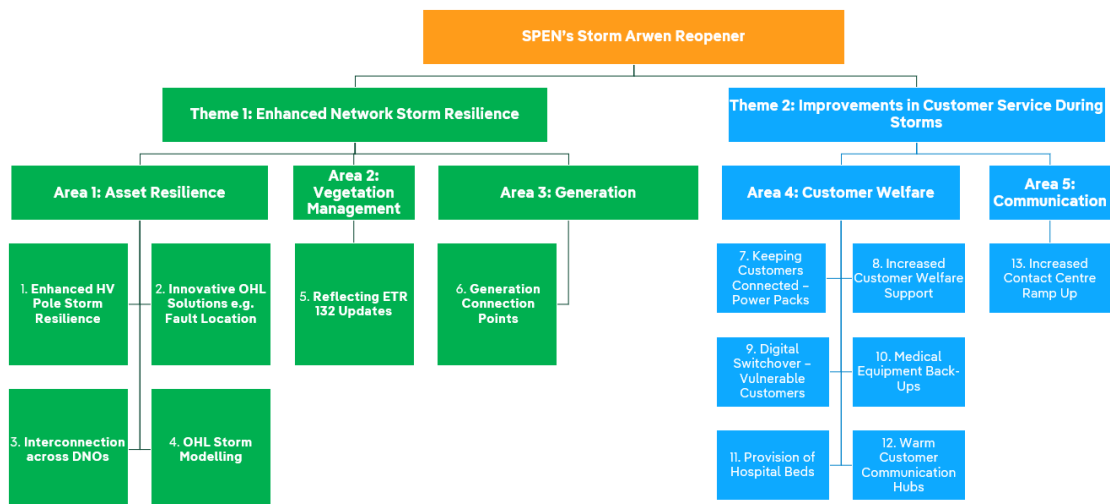 SPEN's Storm Arwen Reopener
Theme 1: Enhanced Network Storm Resilience
Theme 2: Improvements in Customer Service During
Storms
Area 1: Asset Resilience
Area 2:
Vegetation
Management
Area 3: Generation
Area 4: Customer Welfare
Area 5:
Communication
1. Enhanced HV
Pole Storm
Resilience
2. Innovative OHL
Solutions e.g.
Fault Location
5. Reflecting ETR
132 Updates
6. Generation
Connection
Points
7. Keeping
Customers
Connected –
Power Packs
8. Increased
Customer Welfare
Support
13. Increased
Contact Centre
Ramp Up
9. Digital
Switchover –
Vulnerable
Customers
10. Medical
Equipment Back-
Ups
3. Interconnection
across DNOs
4. OHL Storm
Modelling
11. Provision of
Hospital Beds
12. Warm
Customer
Communication
Hubs